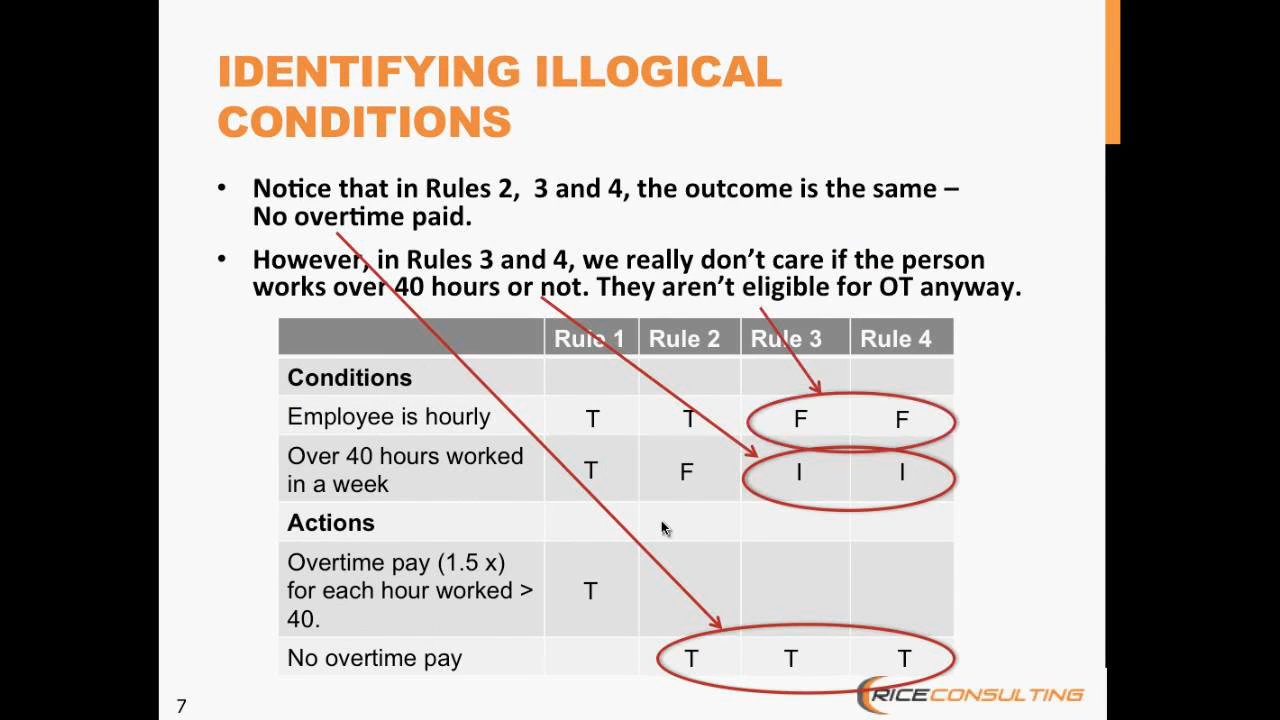 IDENTIFYING ILLOGICAL
CONDITIONS
• Notice that in Rules 2,  3 and 4, the outcome is the same –
No overtime paid.
• However, in Rules 3 and 4, we really don’t care if the person
works over 40 hours or not. They aren’t eligible for OT anyway.
Rule 1 Rule 2 Rule 3 Rule 4
Conditions
Employee is hourly T T F F
Over 40 hours worked
in a week T F I I
Actions
Overtime pay (1.5 x)
for each hour worked > T
40.
No overtime pay T T T
RICECONSULTING
7